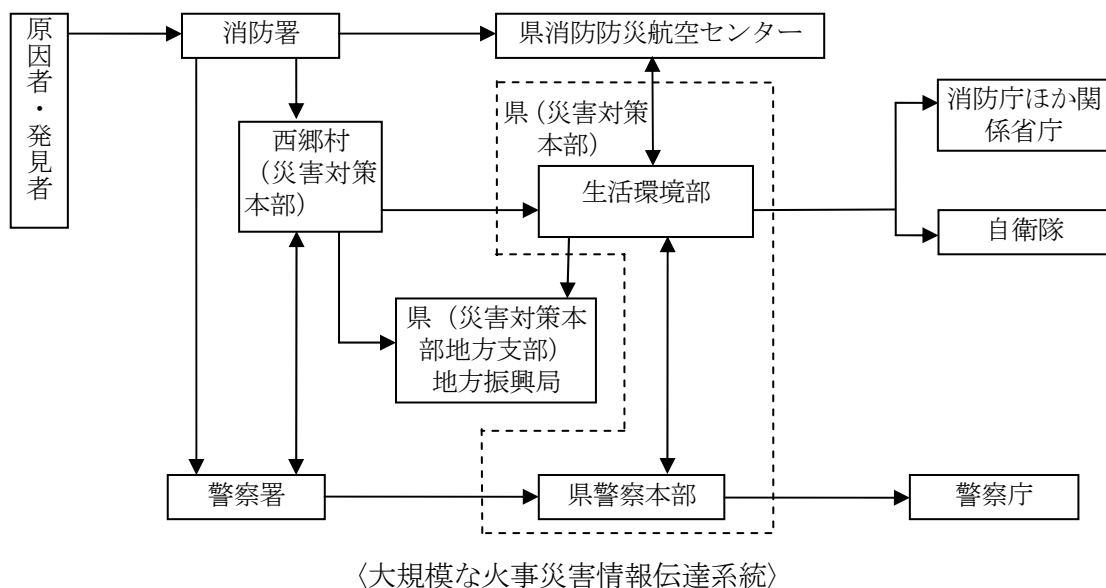 原因者・発見者
消防署
県消防防災航空センター
県(災害対策
本部)
消防庁ほか関
係省庁
西郷村
(災害対策
本部)
生活環境部
自衛隊
県(災害対策本
部地方支部)
地方振興局
警察署
県警察本部
警察庁
〈大規模な火事災害情報伝達系統〉